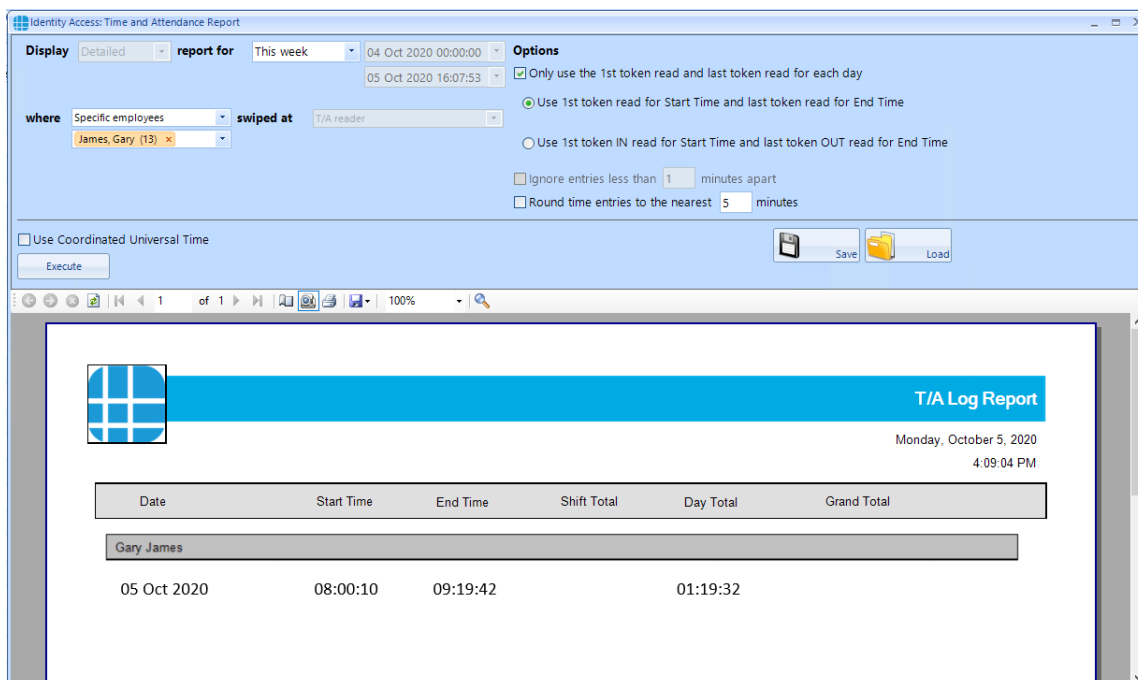 Identity Access: Time and Attendance Report
Display Detailed report for This week 04 Oct 2020 00:00:00
05 Oct 2020 16:07:53
where Specific employees swiped at T/A reader
James, Gary (13) ×
Options
Only use the 1st token read and last token read for each day
Use 1st token read for Start Time and last token read for End Time
Use 1st token IN read for Start Time and last token OUT read for End Time
Ignore entries less than 1 minutes apart
Round time entries to the nearest 5 minutes
Use Coordinated Universal Time
Save Load
Execute
1 of 1 100%
T/A Log Report
Monday, October 5, 2020
4:09:04 PM
Date Start Time End Time Shift Total Day Total Grand Total
Gary James
05 Oct 2020 08:00:10 09:19:42 01:19:32